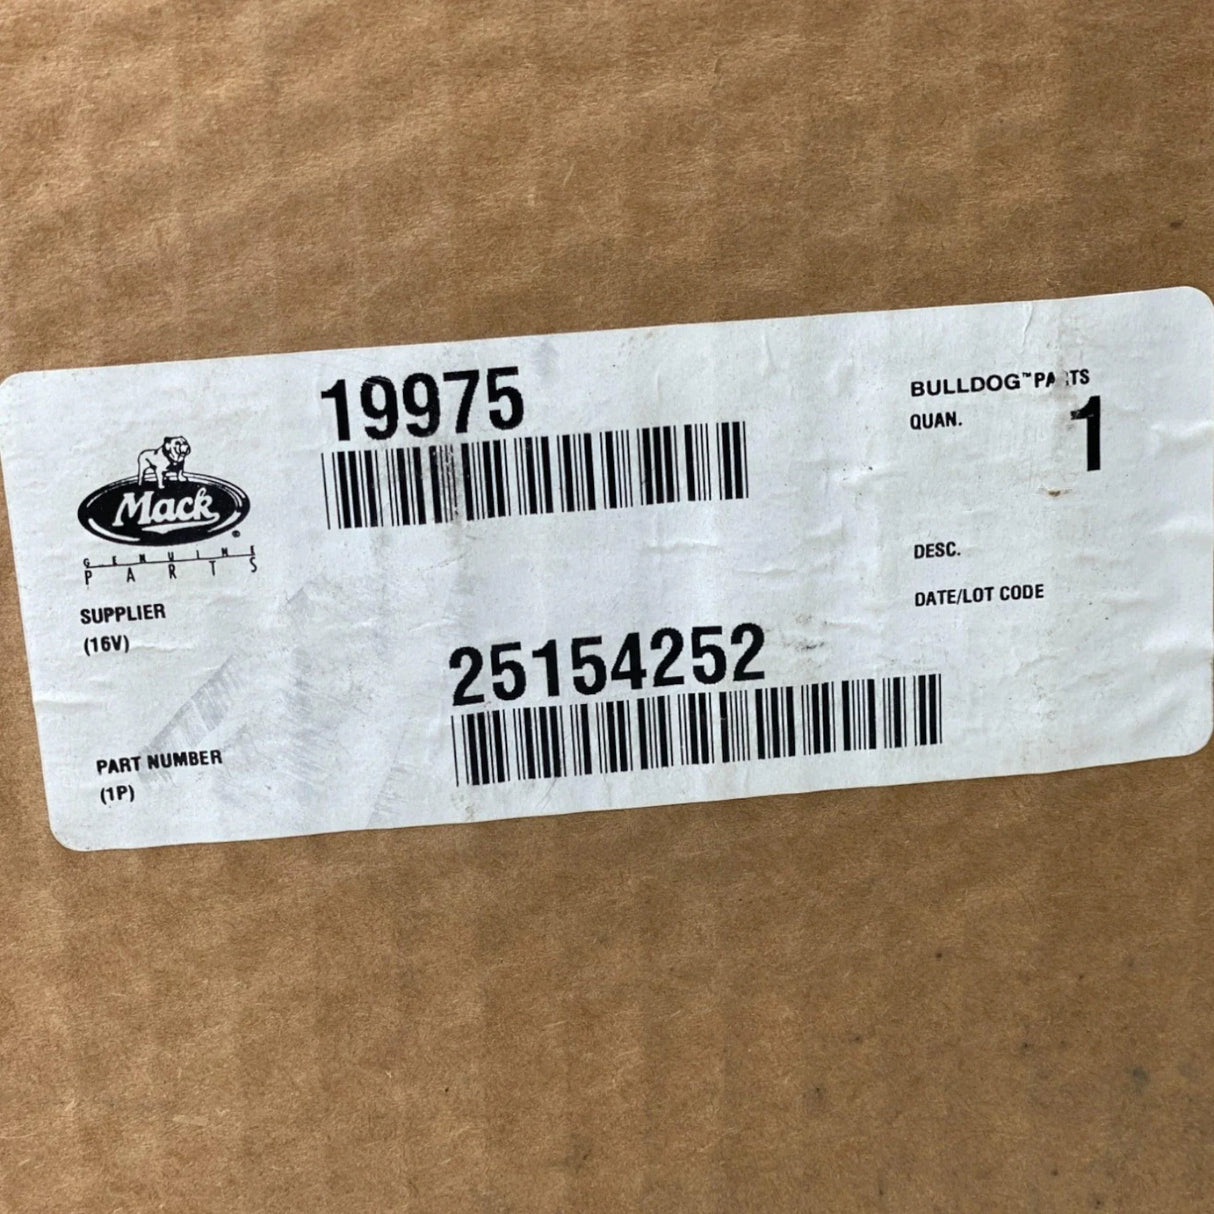 19975
BULLDOG™ PARTS
QUAN.
1
Mack®
GENUINE
PARTS
DESC.
SUPPLIER
(16V)
DATE/LOT CODE
25154252
PART NUMBER
(1P)